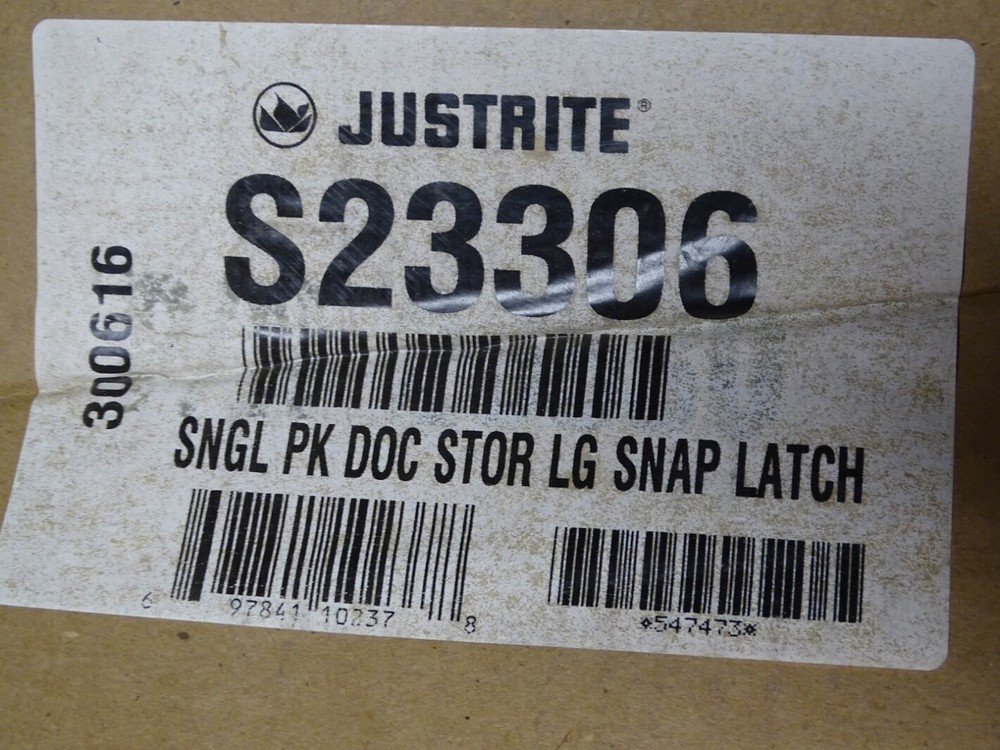 JUSTRITE®
S23306
300616
SNGL PK DOC STOR LG SNAP LATCH
6 97841 10237 8
*547473*